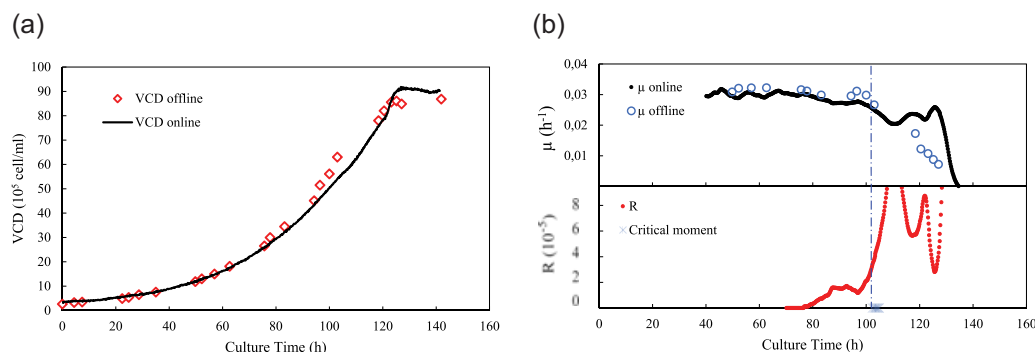 (a)
(b)
100
90
80
70
60
50
40
30
20
10
0
VCD (10⁵ cell/ml)
VCD offline
VCD online
0 20 40 60 80 100 120 140 160
Culture Time (h)
0,04
0,03
0,02
0,01
μ (h⁻¹)
μ online
μ offline
8
6
4
2
0
R (10⁻⁵)
R
Critical moment
0 20 40 60 80 100 120 140 160
Culture Time (h)